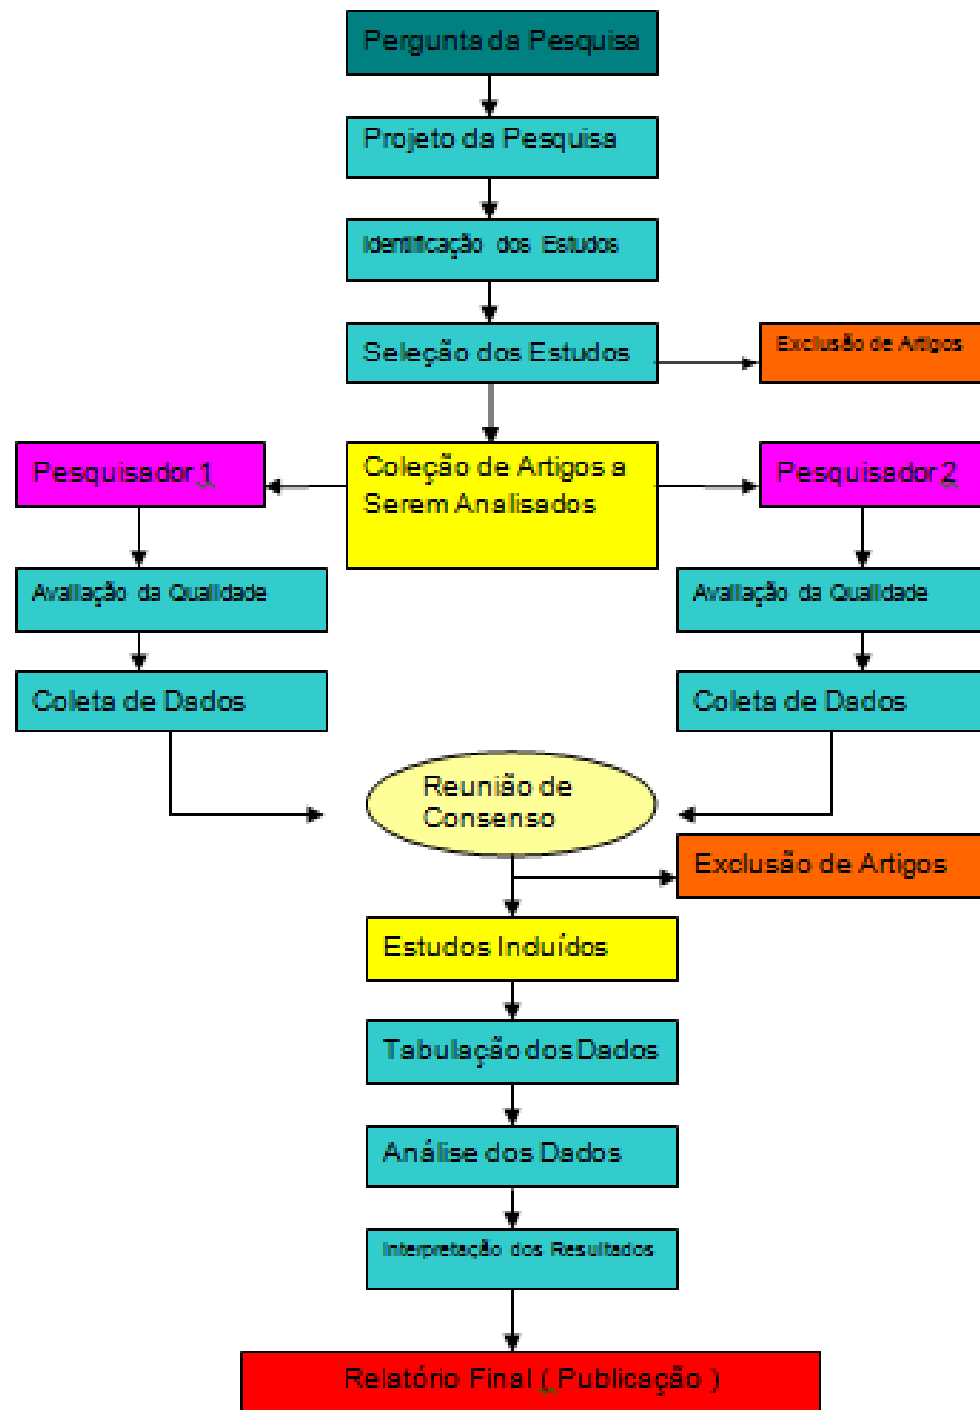 Pergunta da Pesquisa
Projeto da Pesquisa
Identificação dos Estudos
Seleção dos Estudos
Exclusão de Artigos
Pesquisador 1
Coleção de Artigos a
Serem Analisados
Pesquisador 2
Avaliação da Qualidade
Avaliação da Qualidade
Coleta de Dados
Coleta de Dados
Reunião de
Consenso
Exclusão de Artigos
Estudos Incluídos
Tabulação dos Dados
Análise dos Dados
Interpretação dos Resultados
Relatório Final ( Publicação )